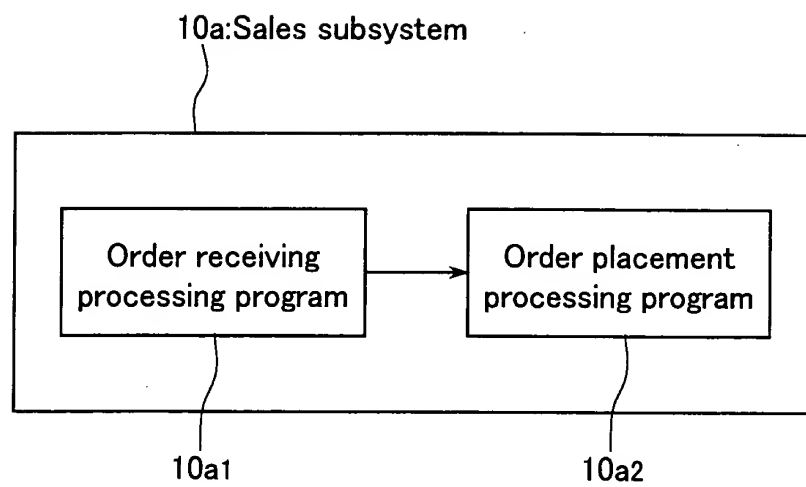 10a:Sales subsystem
Order receiving
processing program
Order placement
processing program
10a1
10a2